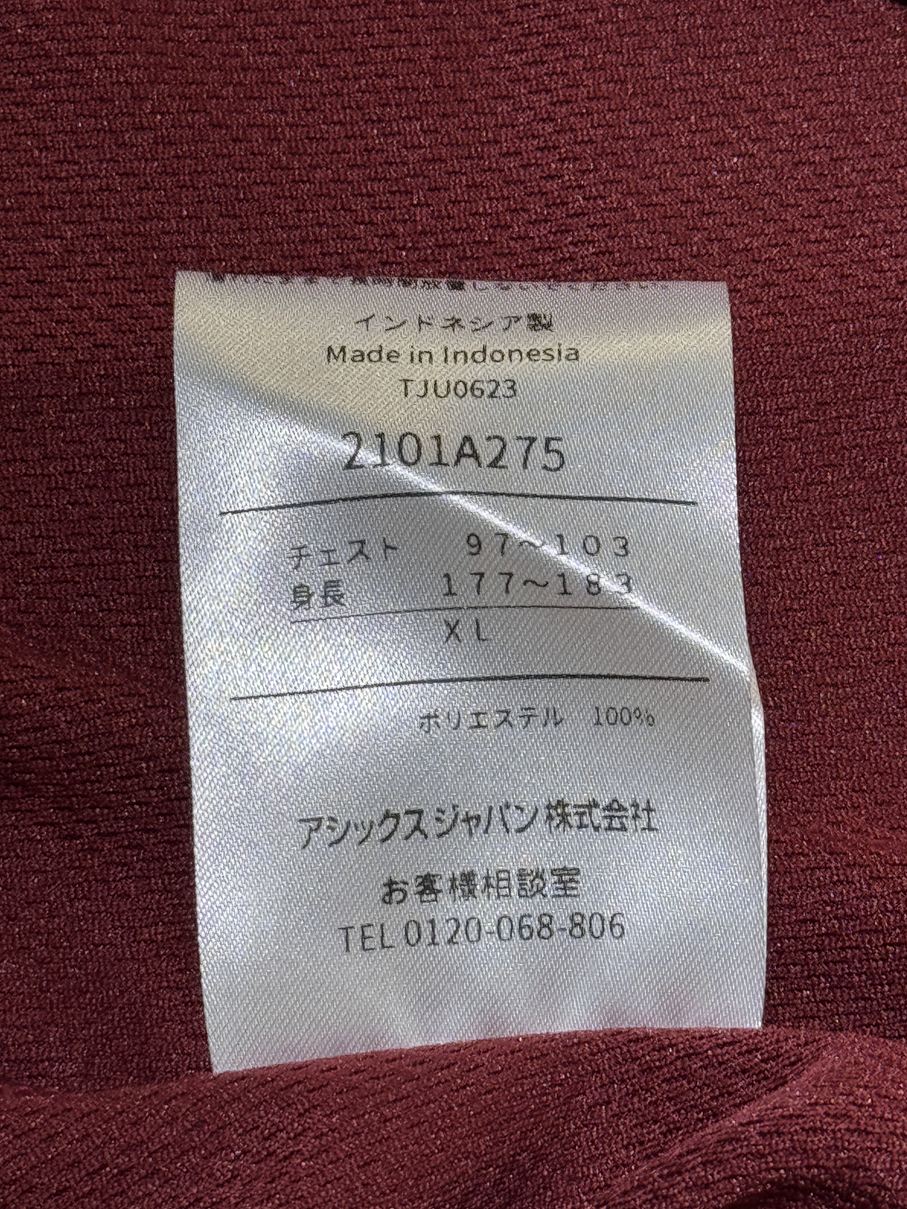 インドネシア製
Made in Indonesia
TJU0623
2101A275
チェスト　97～103
身長　177～183
XL
ポリエステル　100%
アシックスジャパン株式会社
お客様相談室
TEL 0120-068-806